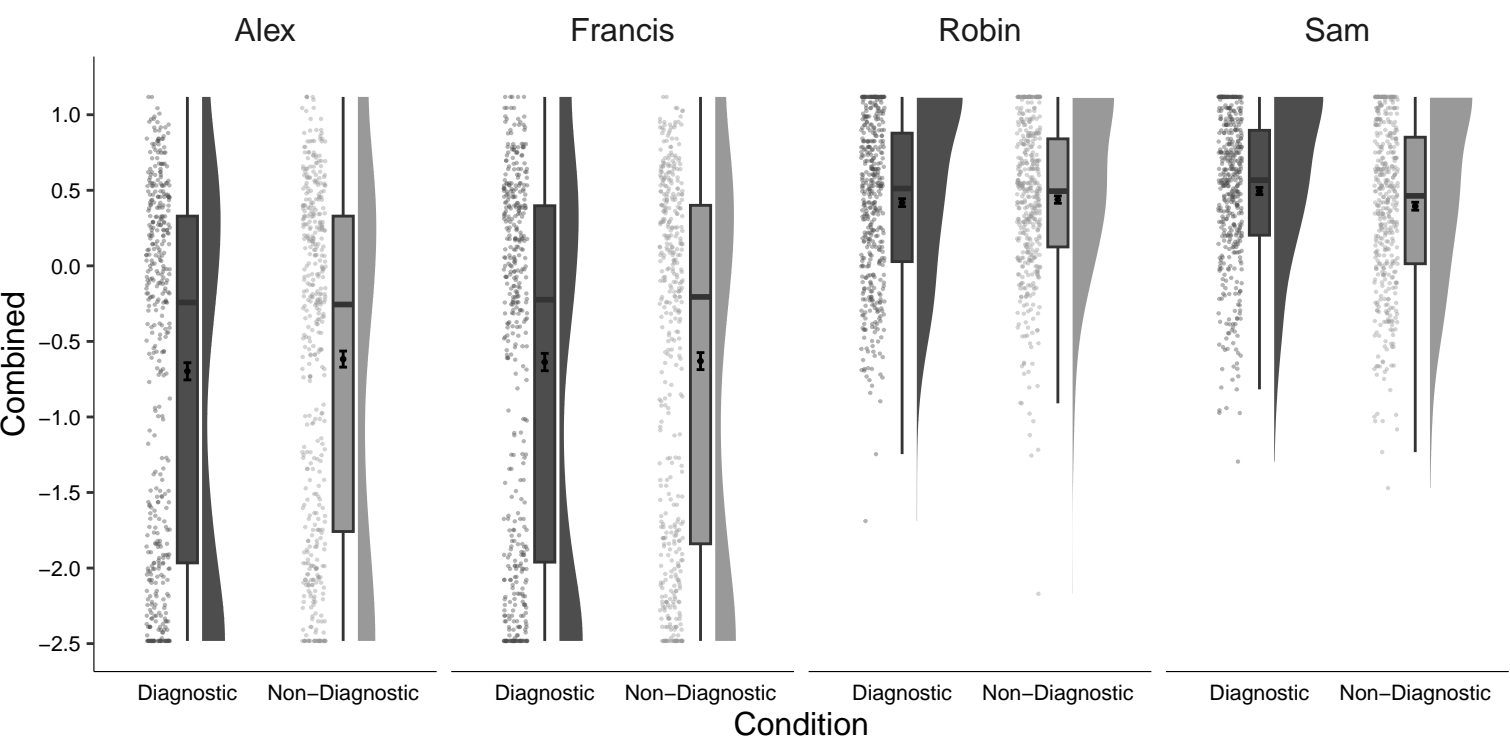 Alex Francis Robin Sam
1.0
0.5
0.0
−0.5
−1.0
−1.5
−2.0
−2.5
Combined
Diagnostic Non−Diagnostic Diagnostic Non−Diagnostic Diagnostic Non−Diagnostic Diagnostic Non−Diagnostic
Condition